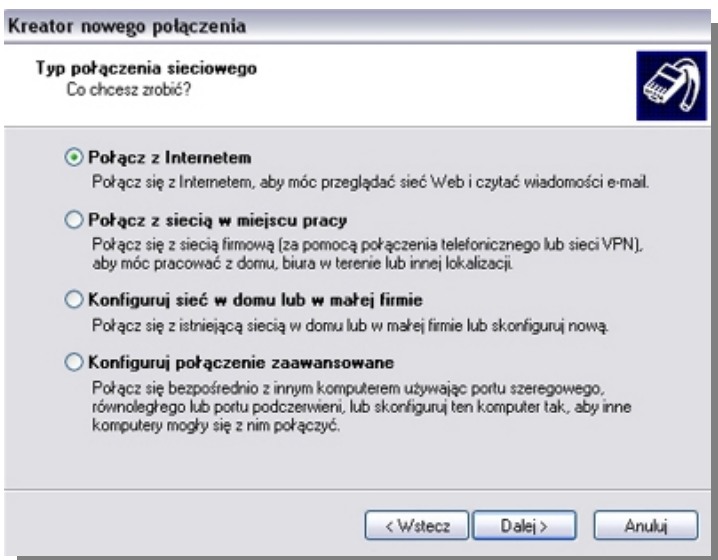 Kreator nowego połączenia
Typ połączenia sieciowego
Co chcesz zrobić?
Połącz z Internetem
Połącz się z Internetem, aby móc przeglądać sieć Web i czytać wiadomości e-mail.
Połącz z siecią w miejscu pracy
Połącz się z siecią firmową (za pomocą połączenia telefonicznego lub sieci VPN),
aby móc pracować z domu, biura w terenie lub innej lokalizacji.
Konfiguruj sieć w domu lub w małej firmie
Połącz się z istniejącą siecią w domu lub w małej firmie lub skonfiguruj nową.
Konfiguruj połączenie zaawansowane
Połącz się bezpośrednio z innym komputerem używając portu szeregowego,
równoległego lub portu podczerwieni, lub skonfiguruj ten komputer tak, aby inne
komputery mogły się z nim połączyć.
< Wstecz Dalej > Anuluj